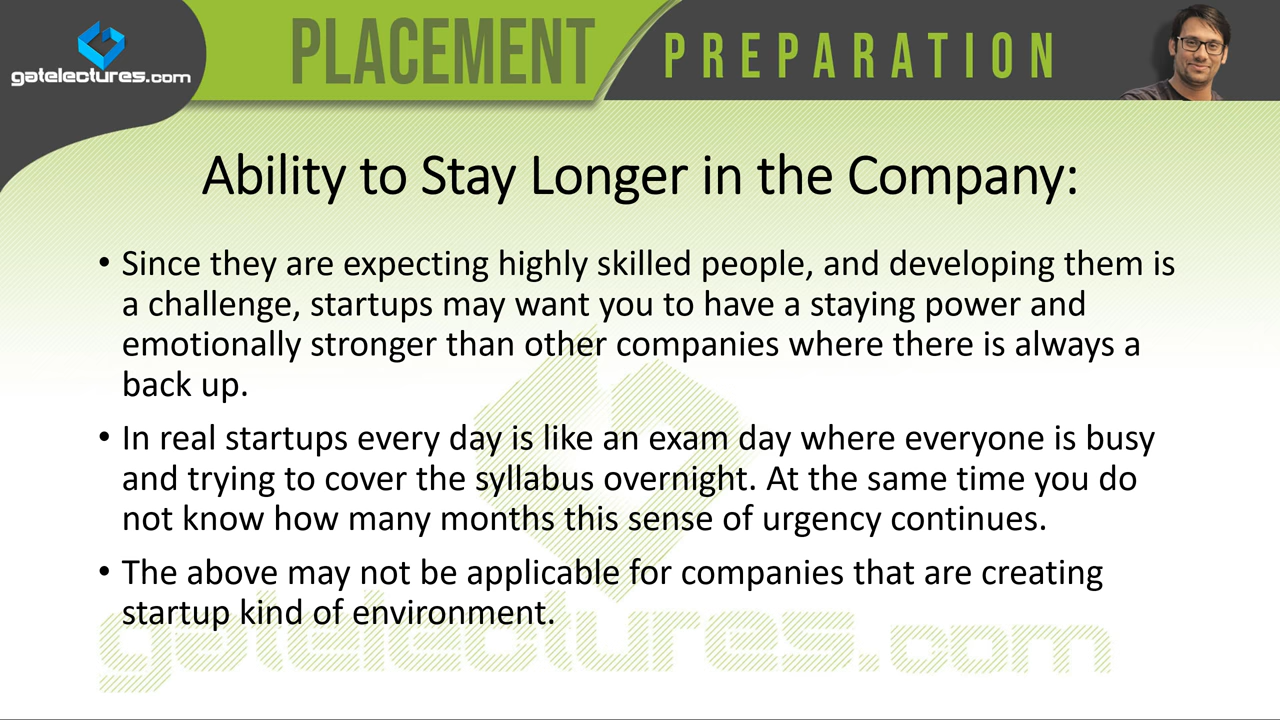 gatelectures.com
PLACEMENT PREPARATION
Ability to Stay Longer in the Company:
• Since they are expecting highly skilled people, and developing them is
a challenge, startups may want you to have a staying power and
emotionally stronger than other companies where there is always a
back up.
• In real startups every day is like an exam day where everyone is busy
and trying to cover the syllabus overnight. At the same time you do
not know how many months this sense of urgency continues.
• The above may not be applicable for companies that are creating
startup kind of environment.
gatelectures.com